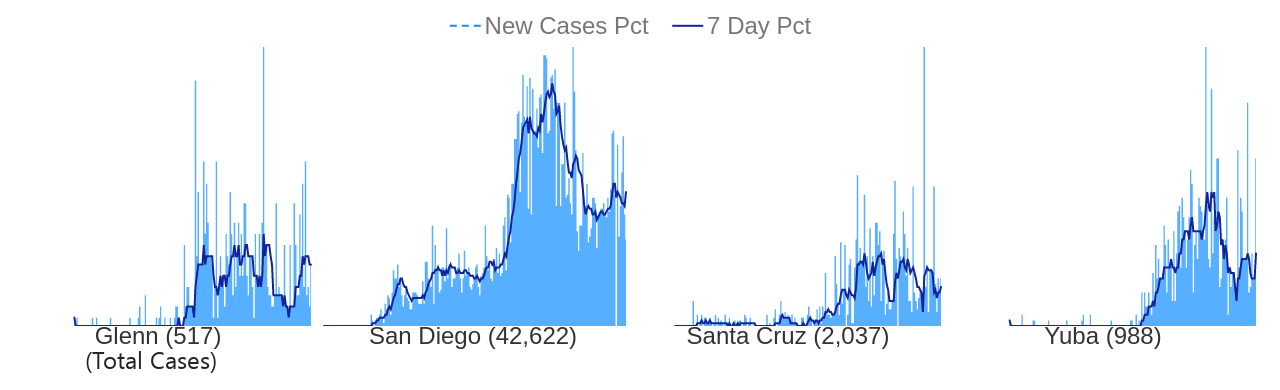 New Cases Pct 7 Day Pct
Glenn (517) San Diego (42,622) Santa Cruz (2,037) Yuba (988)
(Total Cases)